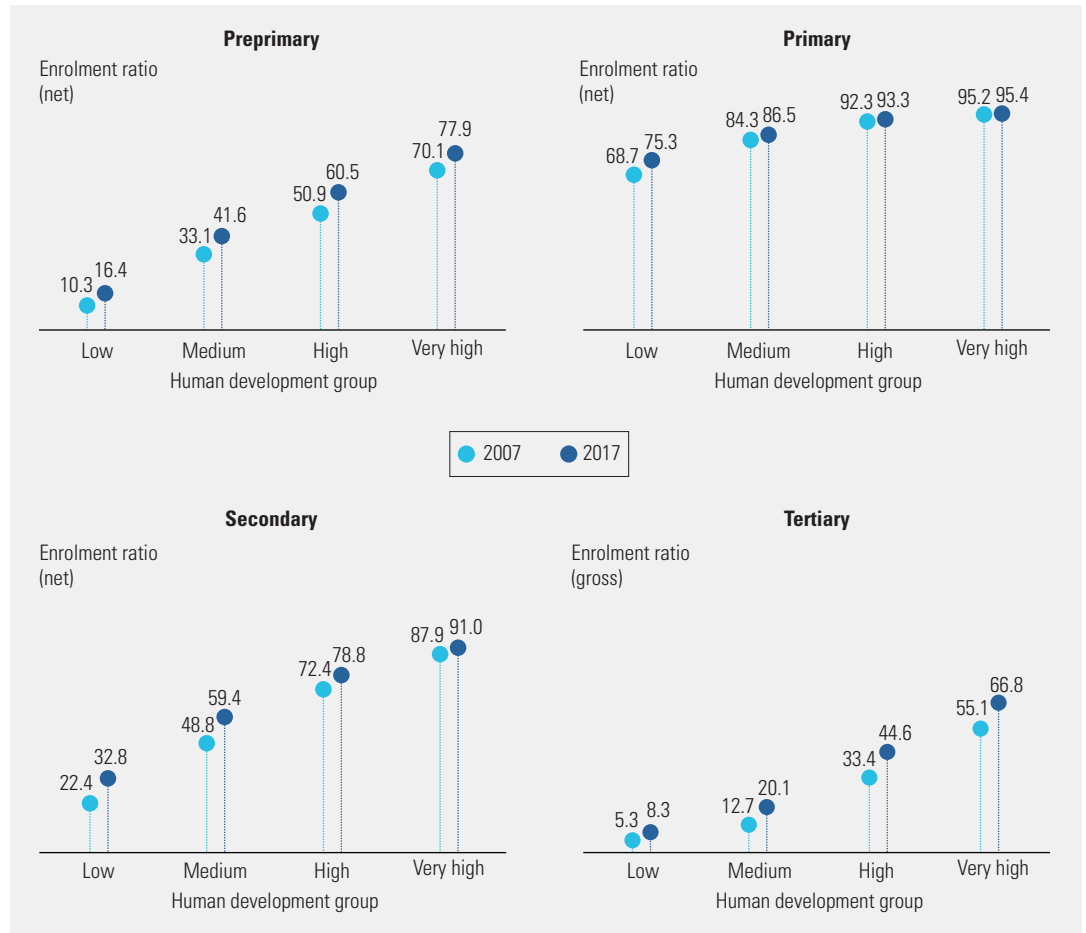 Preprimary
Enrolment ratio
(net)
10.3
16.4
33.1
41.6
50.9
60.5
70.1
77.9
Low
Medium
High
Very high
Human development group
Primary
Enrolment ratio
(net)
68.7
75.3
84.3
86.5
92.3
93.3
95.2
95.4
Low
Medium
High
Very high
Human development group
2007
2017
Secondary
Enrolment ratio
(net)
22.4
32.8
48.8
59.4
72.4
78.8
87.9
91.0
Low
Medium
High
Very high
Human development group
Tertiary
Enrolment ratio
(gross)
5.3
8.3
12.7
20.1
33.4
44.6
55.1
66.8
Low
Medium
High
Very high
Human development group